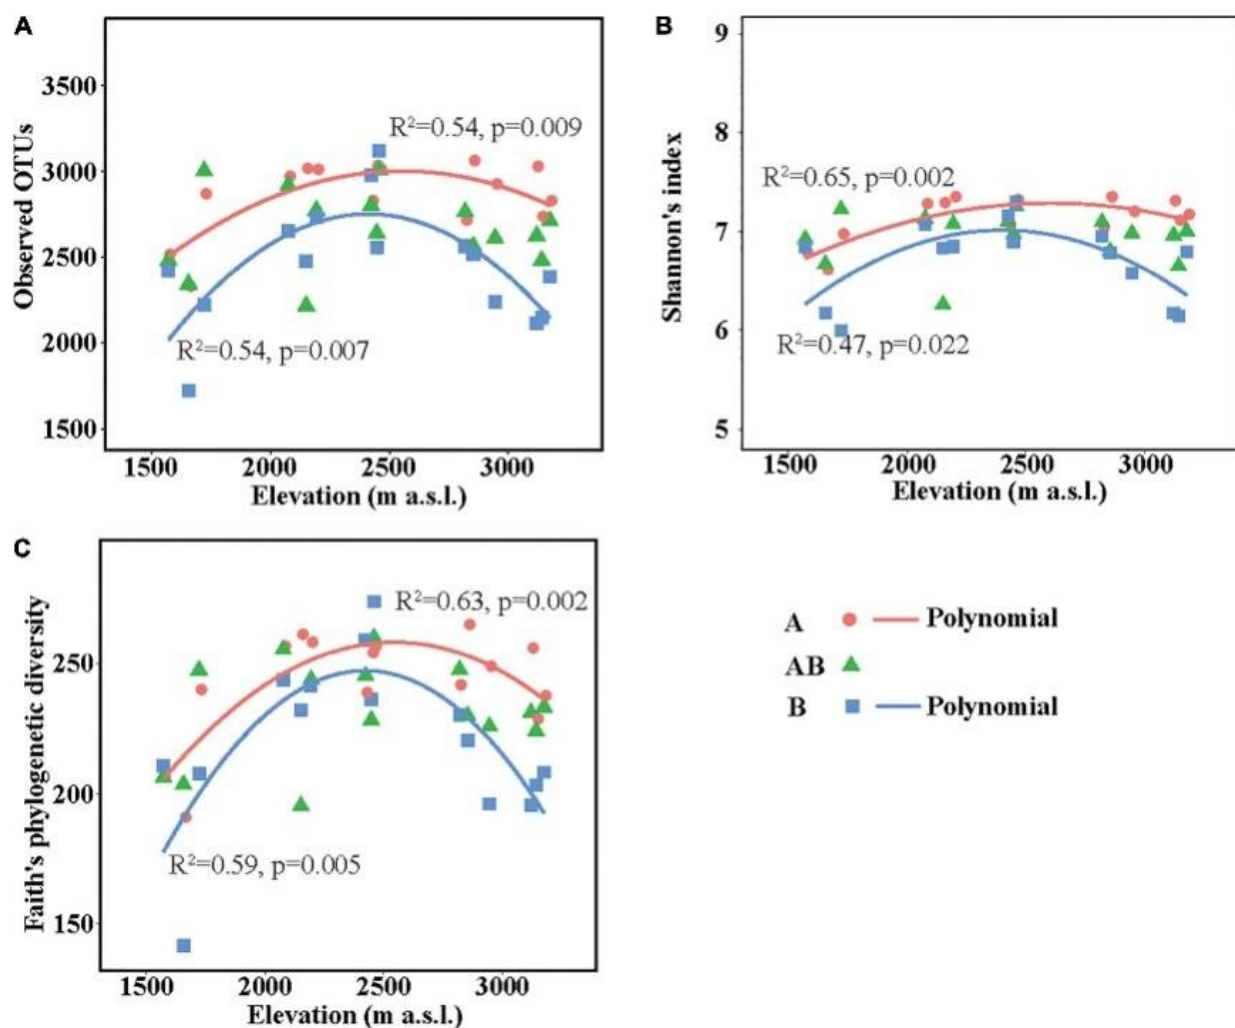 A
Observed OTUs
3500
3000
2500
2000
1500
R²=0.54, p=0.009
R²=0.54, p=0.007
1500 2000 2500 3000
Elevation (m a.s.l.)
B
Shannon's index
9
8
7
6
5
R²=0.65, p=0.002
R²=0.47, p=0.022
1500 2000 2500 3000
Elevation (m a.s.l.)
C
Faith's phylogenetic diversity
250
200
150
R²=0.63, p=0.002
R²=0.59, p=0.005
1500 2000 2500 3000
Elevation (m a.s.l.)
A Polynomial
AB
B Polynomial